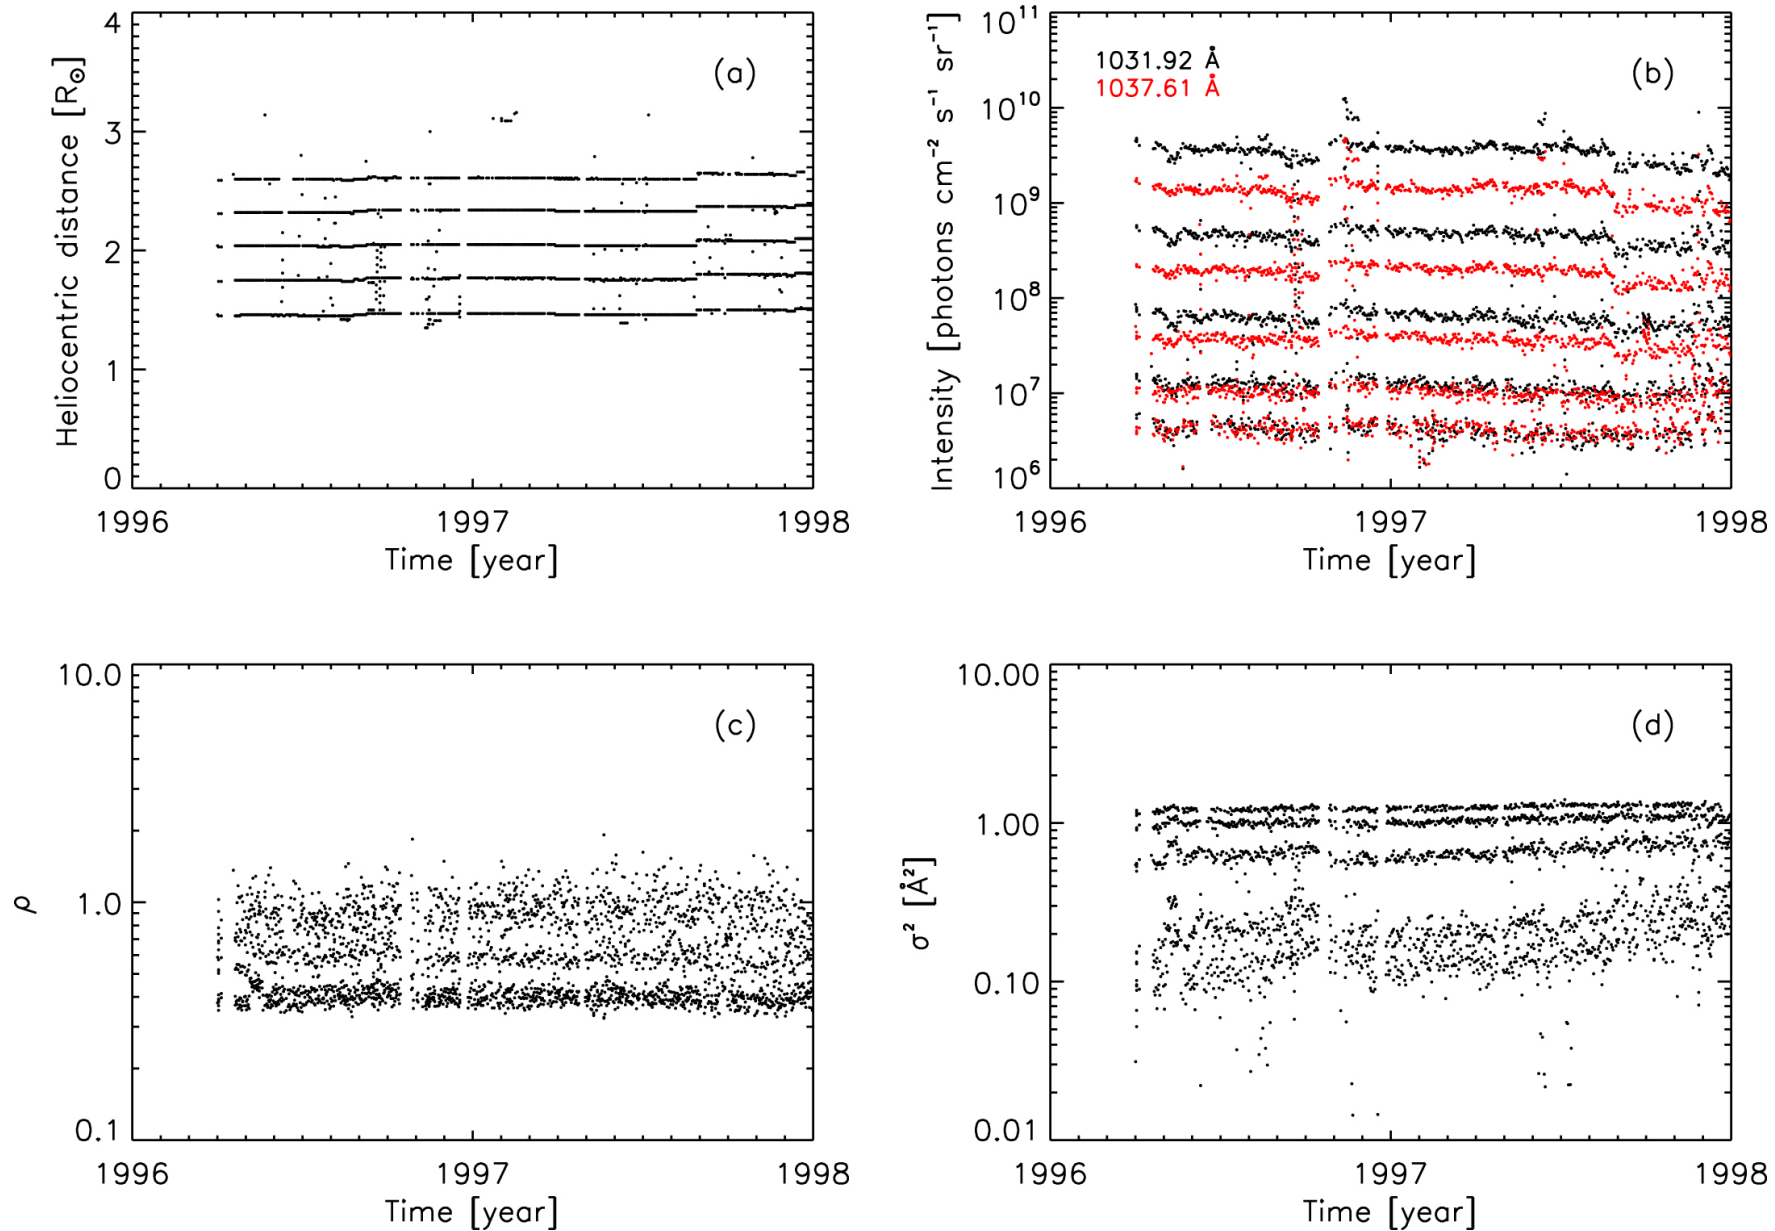 4
3
2
1
0
Heliocentric distance [R☉]
(a)
1996
1997
1998
Time [year]
10¹¹
10¹⁰
10⁹
10⁸
10⁷
10⁶
Intensity [photons cm⁻² s⁻¹ sr⁻¹]
1031.92 Å
1037.61 Å
(b)
1996
1997
1998
Time [year]
10.0
1.0
0.1
ρ
(c)
1996
1997
1998
Time [year]
10.00
1.00
0.10
0.01
σ² [Å²]
(d)
1996
1997
1998
Time [year]